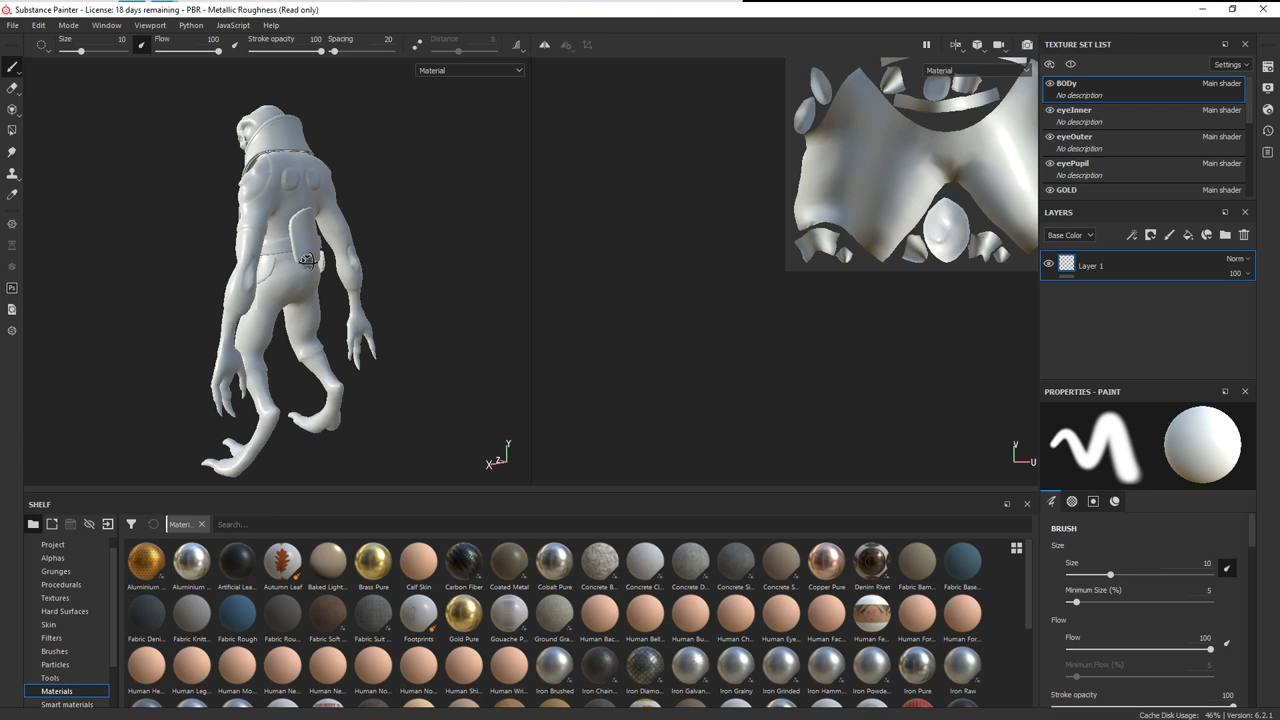 Substance Painter - License: 18 days remaining - PBR - Metallic Roughness (Read only)
File Edit Mode Window Viewport Python JavaScript Help
Size 10 Flow 100 Stroke opacity 100 Spacing 20 Distance 8
Material
Material
Y
X Z
V
U
TEXTURE SET LIST
Settings
BODy Main shader
No description
eyeInner Main shader
No description
eyeOuter Main shader
No description
eyePupil Main shader
No description
GOLD Main shader
LAYERS
Base Color
Layer 1 Norm
100
PROPERTIES - PAINT
BRUSH
Size
Size 10
Minimum Size (%) 5
Flow
Flow 100
Minimum Flow (%) 5
Stroke opacity 100
SHELF
Materi... Search...
Project
Alphas
Grunges
Procedurals
Textures
Hard Surfaces
Skin
Filters
Brushes
Particles
Tools
Materials
Smart materials
Aluminium ... Aluminium ... Artificial Lea... Autumn Leaf Baked Light... Brass Pure Calf Skin Carbon Fiber Coated Metal Cobalt Pure Concrete B... Concrete Cl... Concrete D... Concrete Si... Concrete S... Copper Pure Denim Rivet Fabric Barn... Fabric Base...
Fabric Deni... Fabric Knitt... Fabric Rough Fabric Rou... Fabric Soft ... Fabric Suit ... Footprints Gold Pure Gouache P... Ground Gra... Human Bac... Human Bell... Human Bu... Human Ch... Human Eye... Human Fac... Human Fe... Human For... Human For...
Human He... Human Leg... Human Mo... Human Ne... Human Ne... Human No... Human No... Human Shi... Human Wri... Iron Brushed Iron Chain... Iron Diamo... Iron Galvan... Iron Grainy Iron Grinded Iron Hamm... Iron Powde... Iron Pure Iron Raw
Cache Disk Usage: 46% | Version: 6.2.1